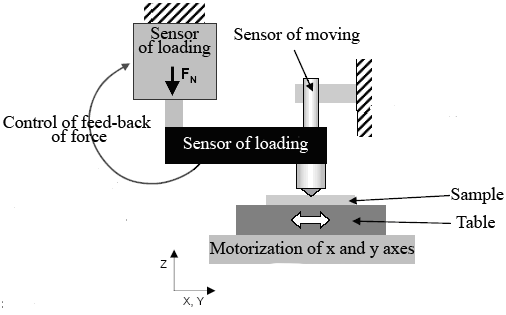 Sensor
of loading
Sensor of moving
FN
Control of feed-back
of force
Sensor of loading
Sample
Table
Motorization of x and y axes
Z
X, Y